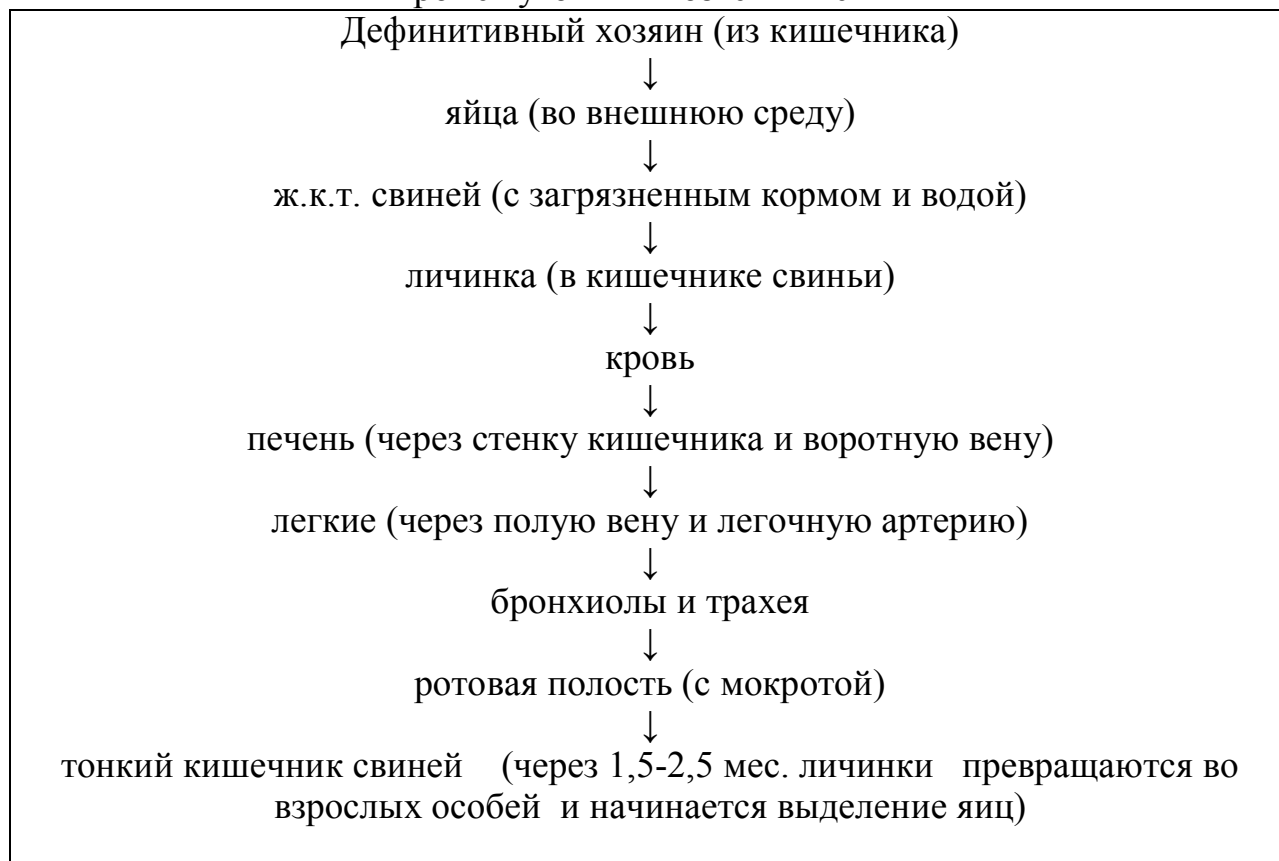 Дефинитивный хозяин (из кишечника)
↓
яйца (во внешнюю среду)
↓
ж.к.т. свиней (с загрязненным кормом и водой)
↓
личинка (в кишечнике свиньи)
↓
кровь
↓
печень (через стенку кишечника и воротную вену)
↓
легкие (через полую вену и легочную артерию)
↓
бронхиолы и трахея
↓
ротовая полость (с мокротой)
↓
тонкий кишечник свиней (через 1,5-2,5 мес. личинки превращаются во
взрослых особей и начинается выделение яиц)